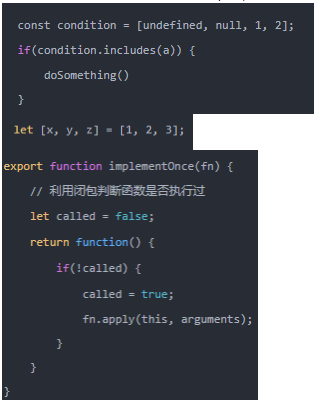 const condition = [undefined, null, 1, 2];
if(condition.includes(a)) {
doSomething()
}
let [x, y, z] = [1, 2, 3];
export function implementOnce(fn) {
// 利用闭包判断函数是否执行过
let called = false;
return function() {
if(!called) {
called = true;
fn.apply(this, arguments);
}
}
}